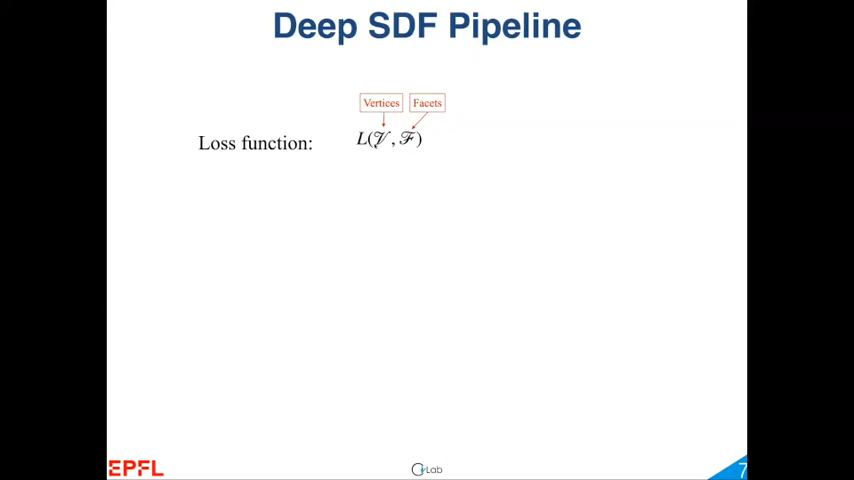 Deep SDF Pipeline
Vertices Facets
Loss function: L(𝒱, ℱ)
EPFL
CVLab
7